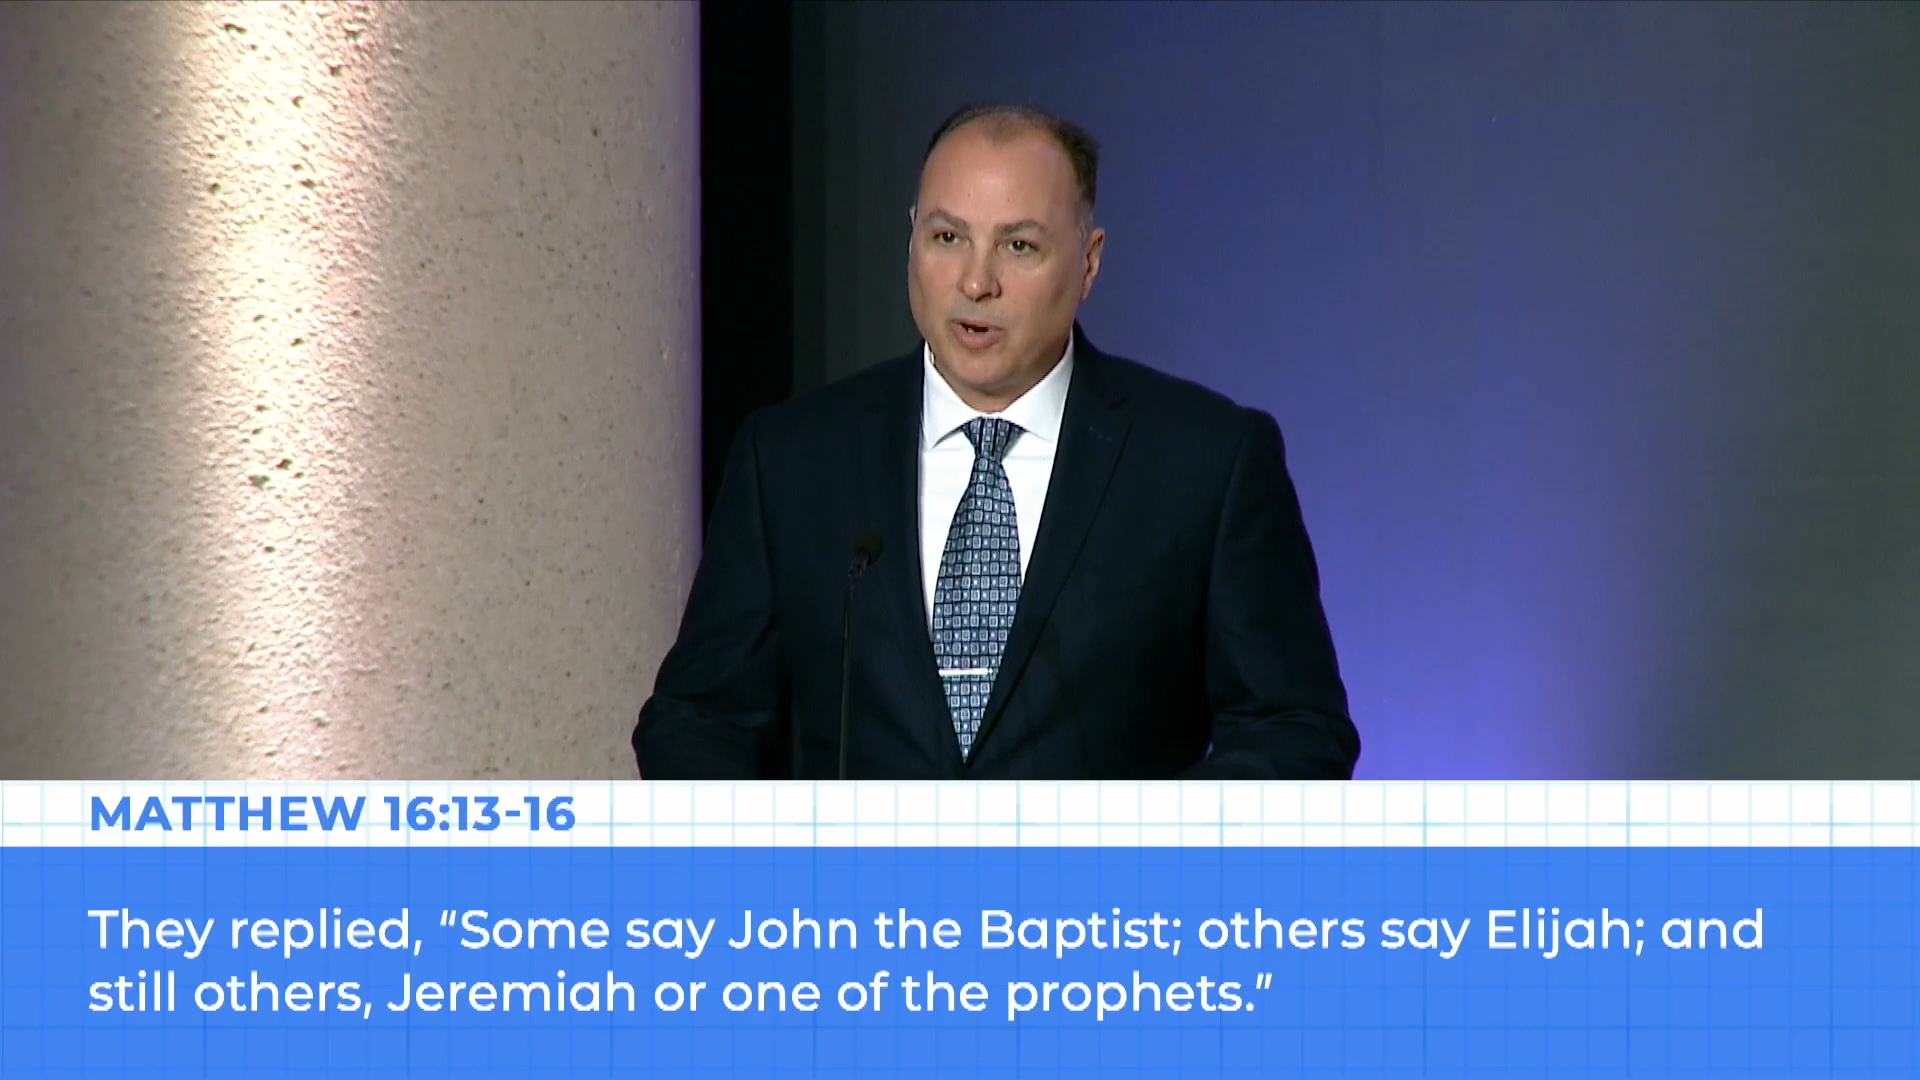 MATTHEW 16:13-16
They replied, “Some say John the Baptist; others say Elijah; and
still others, Jeremiah or one of the prophets.”